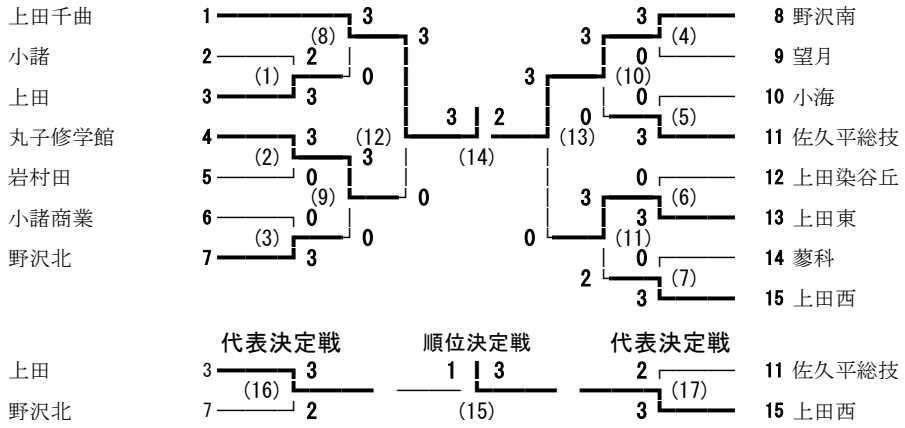 上田千曲 1 3 3 8 野沢南
(8) 3 3 (4)
小諸 2 2 0 9 望月
(1) 0 3 (10)
上田 3 3 0 10 小海
3 2 0 (5)
丸子修学館 4 3 (12) (14) (13) 3 11 佐久平総技
(2) 3
岩村田 5 0 0 12 上田染谷丘
(9) 0 3 (6)
小諸商業 6 0 3 13 上田東
(3) 0 0 (11)
野沢北 7 3 0 14 蓼科
2 (7)
3 15 上田西
代表決定戦 順位決定戦 代表決定戦
上田 3 3 1 3 2 11 佐久平総技
(16) (17)
野沢北 7 2 (15) 3 15 上田西